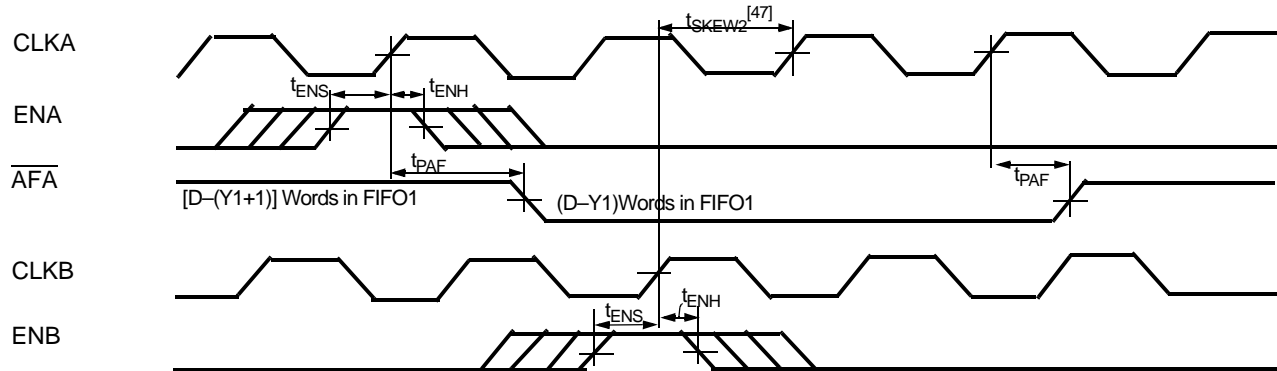 tSKEW2[47]
CLKA
tENS tENH
ENA
tPAF
AFA
tPAF
[D–(Y1+1)] Words in FIFO1 (D–Y1)Words in FIFO1
CLKB
tENS tENH
ENB